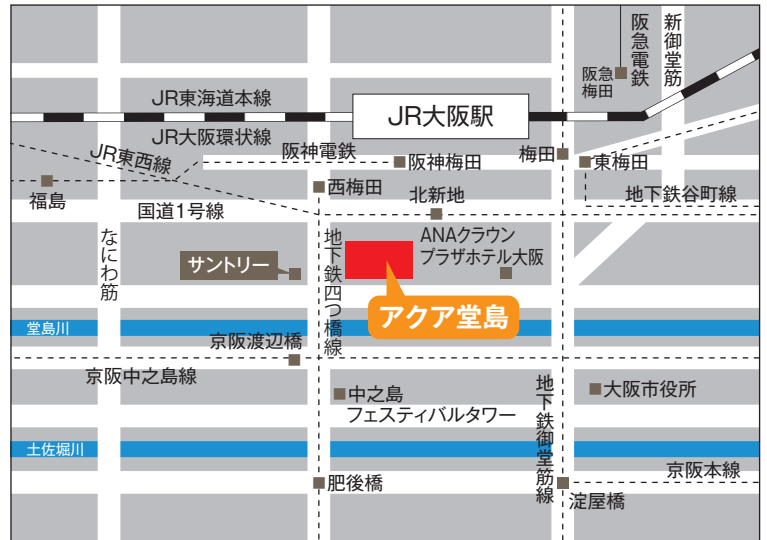 阪急電鉄
新御堂筋
阪急
梅田
JR東海道本線
JR大阪駅
JR大阪環状線
JR東西線
阪神電鉄
阪神梅田
梅田
東梅田
福島
西梅田
北新地
地下鉄谷町線
国道1号線
なにわ筋
サントリー
地下鉄四つ橋線
ANAクラウン
プラザホテル大阪
アクア堂島
堂島川
京阪渡辺橋
京阪中之島線
中之島
フェスティバルタワー
地下鉄御堂筋線
大阪市役所
土佐堀川
肥後橋
京阪本線
淀屋橋